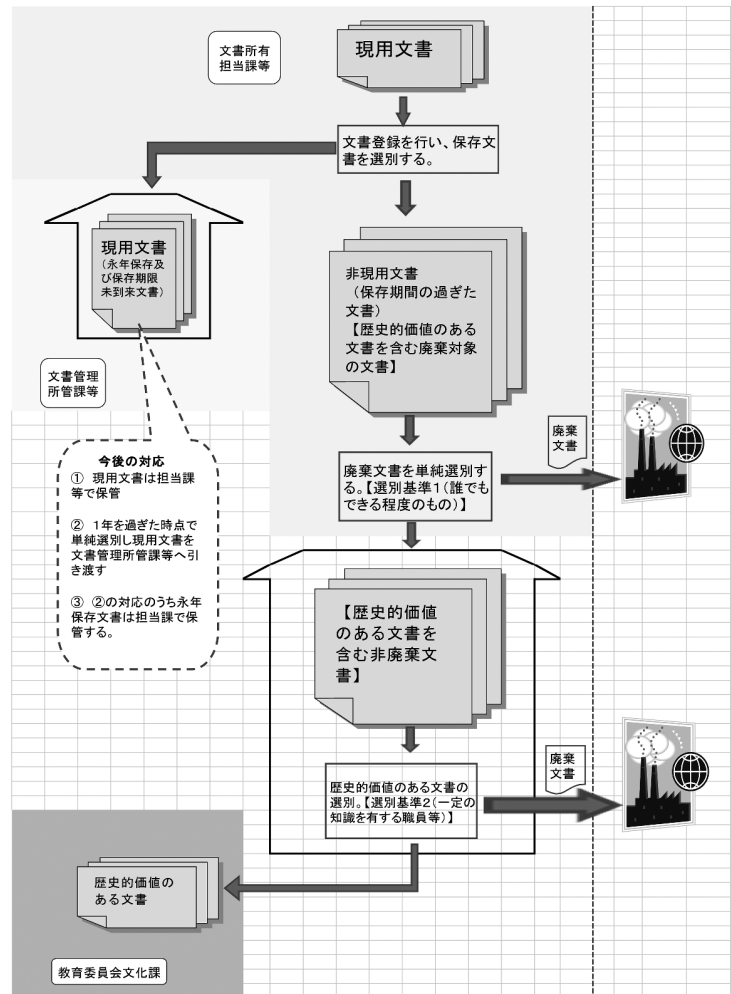 文書所有
担当課等
現用文書
文書登録を行い、保存文
書を選別する。
現用文書
（永年保存及
び保存期限
未到来文書）
非現用文書
（保存期間の過ぎた
文書）
【歴史的価値のある
文書を含む廃棄対象
の文書】
文書管理
所管課等
廃棄
文書
今後の対応
① 現用文書は担当課
等で保管
② 1年を過ぎた時点で
単純選別し現用文書を
文書管理所管課等へ引
き渡す
③ ②の対応のうち永年
保存文書は担当課で保
管する。
廃棄文書を単純選別す
る。【選別基準1（誰でも
できる程度のもの）】
【歴史的価値
のある文書を
含む非廃棄文
書】
廃棄
文書
歴史的価値のある文書の
選別。【選別基準2（一定の
知識を有する職員等）】
歴史的価値の
ある文書
教育委員会文化課